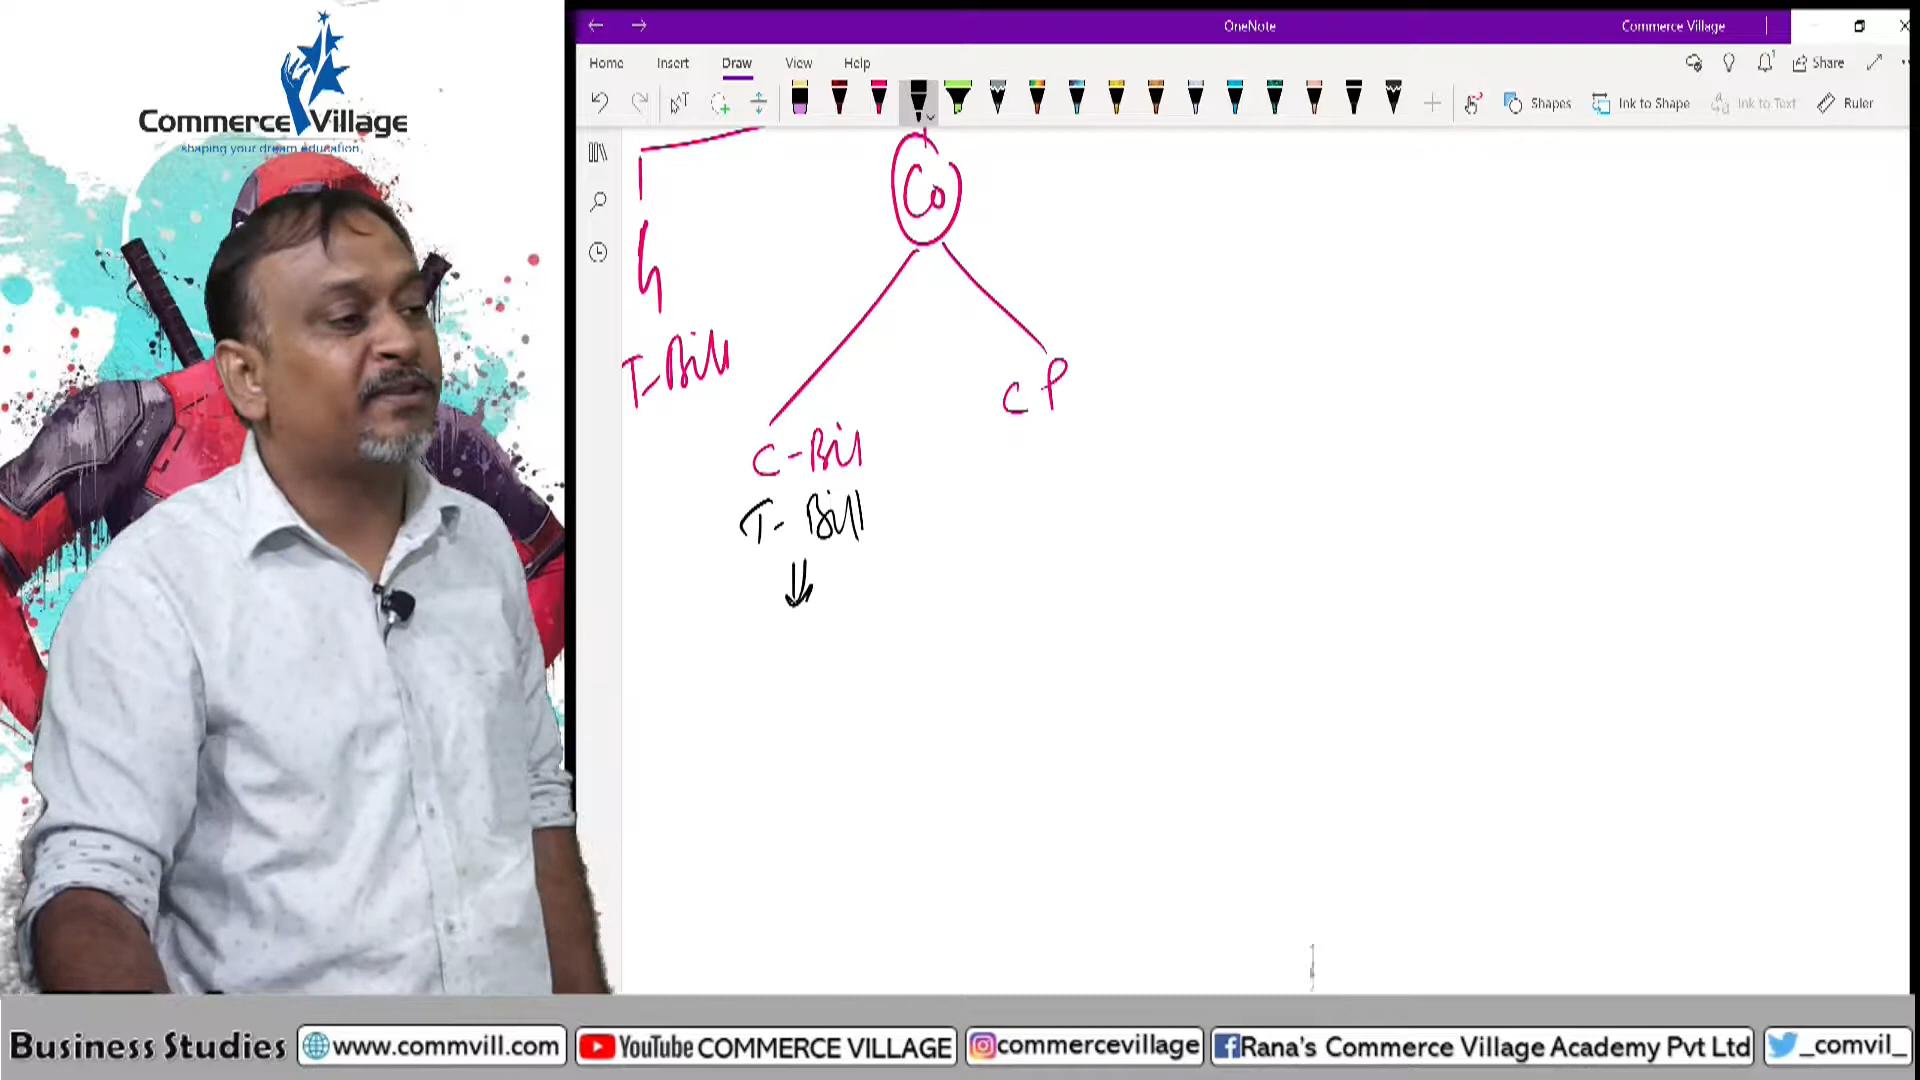 Commerce Village
shaping your dream education,
OneNote
Commerce Village
Home
Insert
Draw
View
Help
Share
Shapes
Ink to Shape
Ink to Text
Ruler
Co
G
T-Bill
C-Bill
C P
T-Bill
Business Studies
www.commvill.com
YouTube COMMERCE VILLAGE
commercevillage
Rana's Commerce Village Academy Pvt Ltd
_comvil_